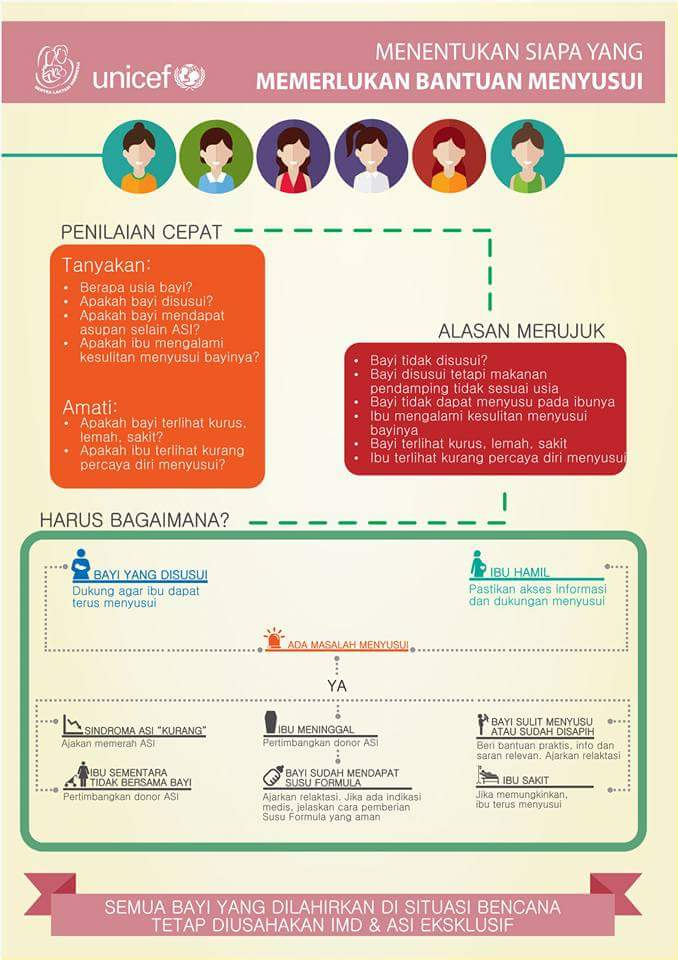 MENENTUKAN SIAPA YANG
MEMERLUKAN BANTUAN MENYUSUI
SENTRA LAKTASI INDONESIA
unicef
PENILAIAN CEPAT
Tanyakan:
• Berapa usia bayi?
• Apakah bayi disusui?
• Apakah bayi mendapat
asupan selain ASI?
• Apakah ibu mengalami
kesulitan menyusui bayinya?
Amati:
• Apakah bayi terlihat kurus,
lemah, sakit?
• Apakah ibu terlihat kurang
percaya diri menyusui?
ALASAN MERUJUK
• Bayi tidak disusui?
• Bayi disusui tetapi makanan
pendamping tidak sesuai usia
• Bayi tidak dapat menyusu pada ibunya
• Ibu mengalami kesulitan menyusui
bayinya
• Bayi terlihat kurus, lemah, sakit
• Ibu terlihat kurang percaya diri menyusui
HARUS BAGAIMANA?
BAYI YANG DISUSUI
Dukung agar ibu dapat
terus menyusui
IBU HAMIL
Pastikan akses informasi
dan dukungan menyusui
ADA MASALAH MENYUSUI
YA
SINDROMA ASI "KURANG"
Ajakan memerah ASI
IBU MENINGGAL
Pertimbangkan donor ASI
BAYI SULIT MENYUSU
ATAU SUDAH DISAPIH
Beri bantuan praktis, info dan
saran relevan. Ajarkan relaktasi
IBU SEMENTARA
TIDAK BERSAMA BAYI
Pertimbangkan donor ASI
BAYI SUDAH MENDAPAT
SUSU FORMULA
Ajarkan relaktasi. Jika ada indikasi
medis, jelaskan cara pemberian
Susu Formula yang aman
IBU SAKIT
Jika memungkinkan,
ibu terus menyusui
SEMUA BAYI YANG DILAHIRKAN DI SITUASI BENCANA
TETAP DIUSAHAKAN IMD & ASI EKSKLUSIF